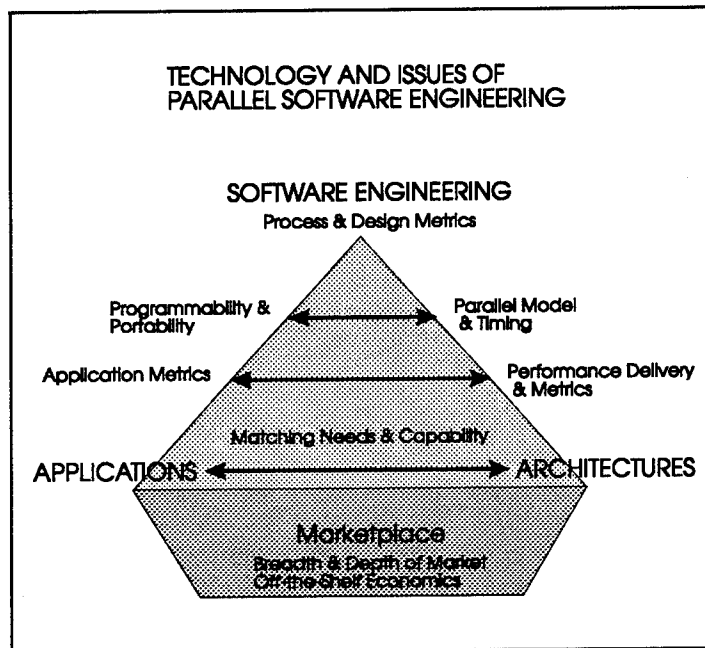 TECHNOLOGY AND ISSUES OF
PARALLEL SOFTWARE ENGINEERING
SOFTWARE ENGINEERING
Process & Design Metrics
Programmability &
Portability
Parallel Model
& Timing
Application Metrics
Performance Delivery
& Metrics
Matching Needs & Capability
APPLICATIONS
ARCHITECTURES
Marketplace
Breadth & Depth of Market
Off-the-Shelf Economics